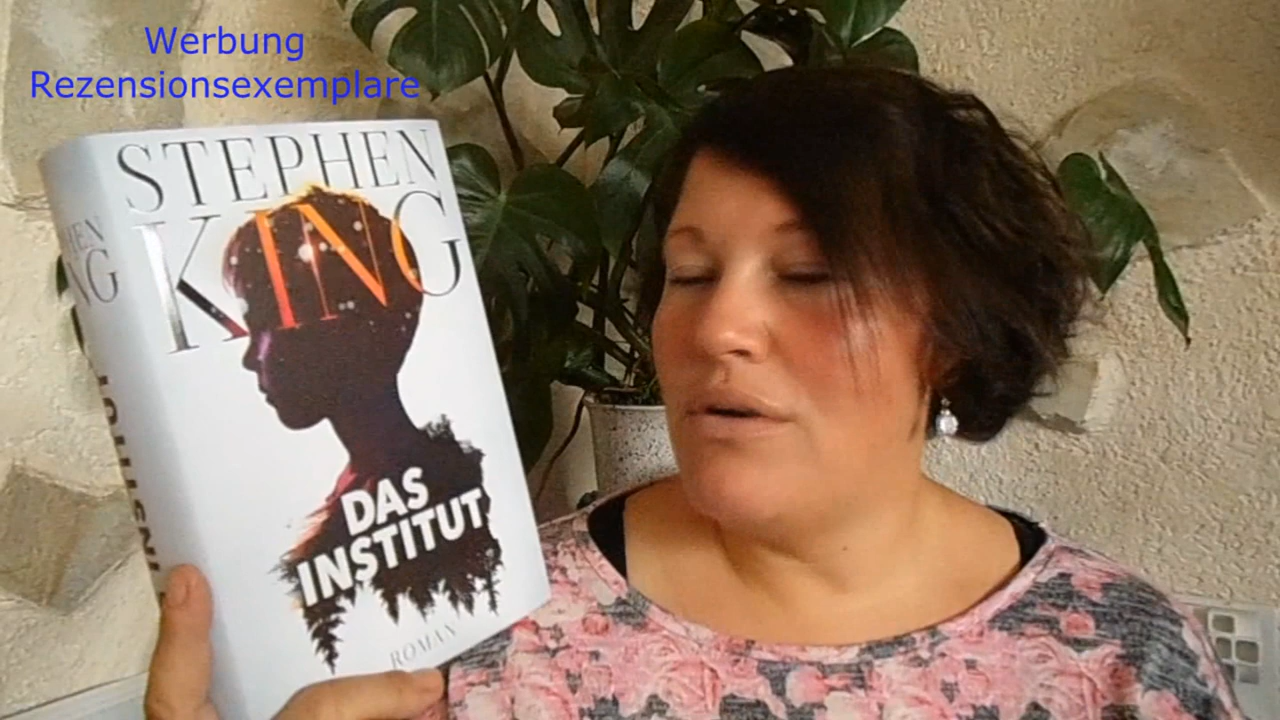 Werbung
Rezensionsexemplare
STEPHEN
KING
DAS
INSTITUT
ROMAN